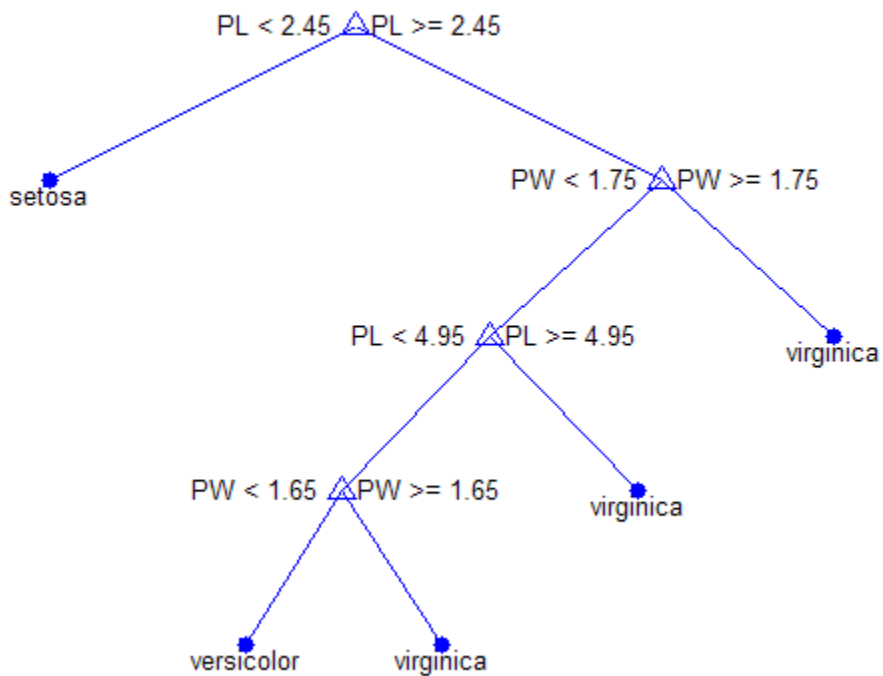 PL < 2.45 PL >= 2.45
setosa
PW < 1.75 PW >= 1.75
PL < 4.95 PL >= 4.95
virginica
PW < 1.65 PW >= 1.65
virginica
versicolor
virginica